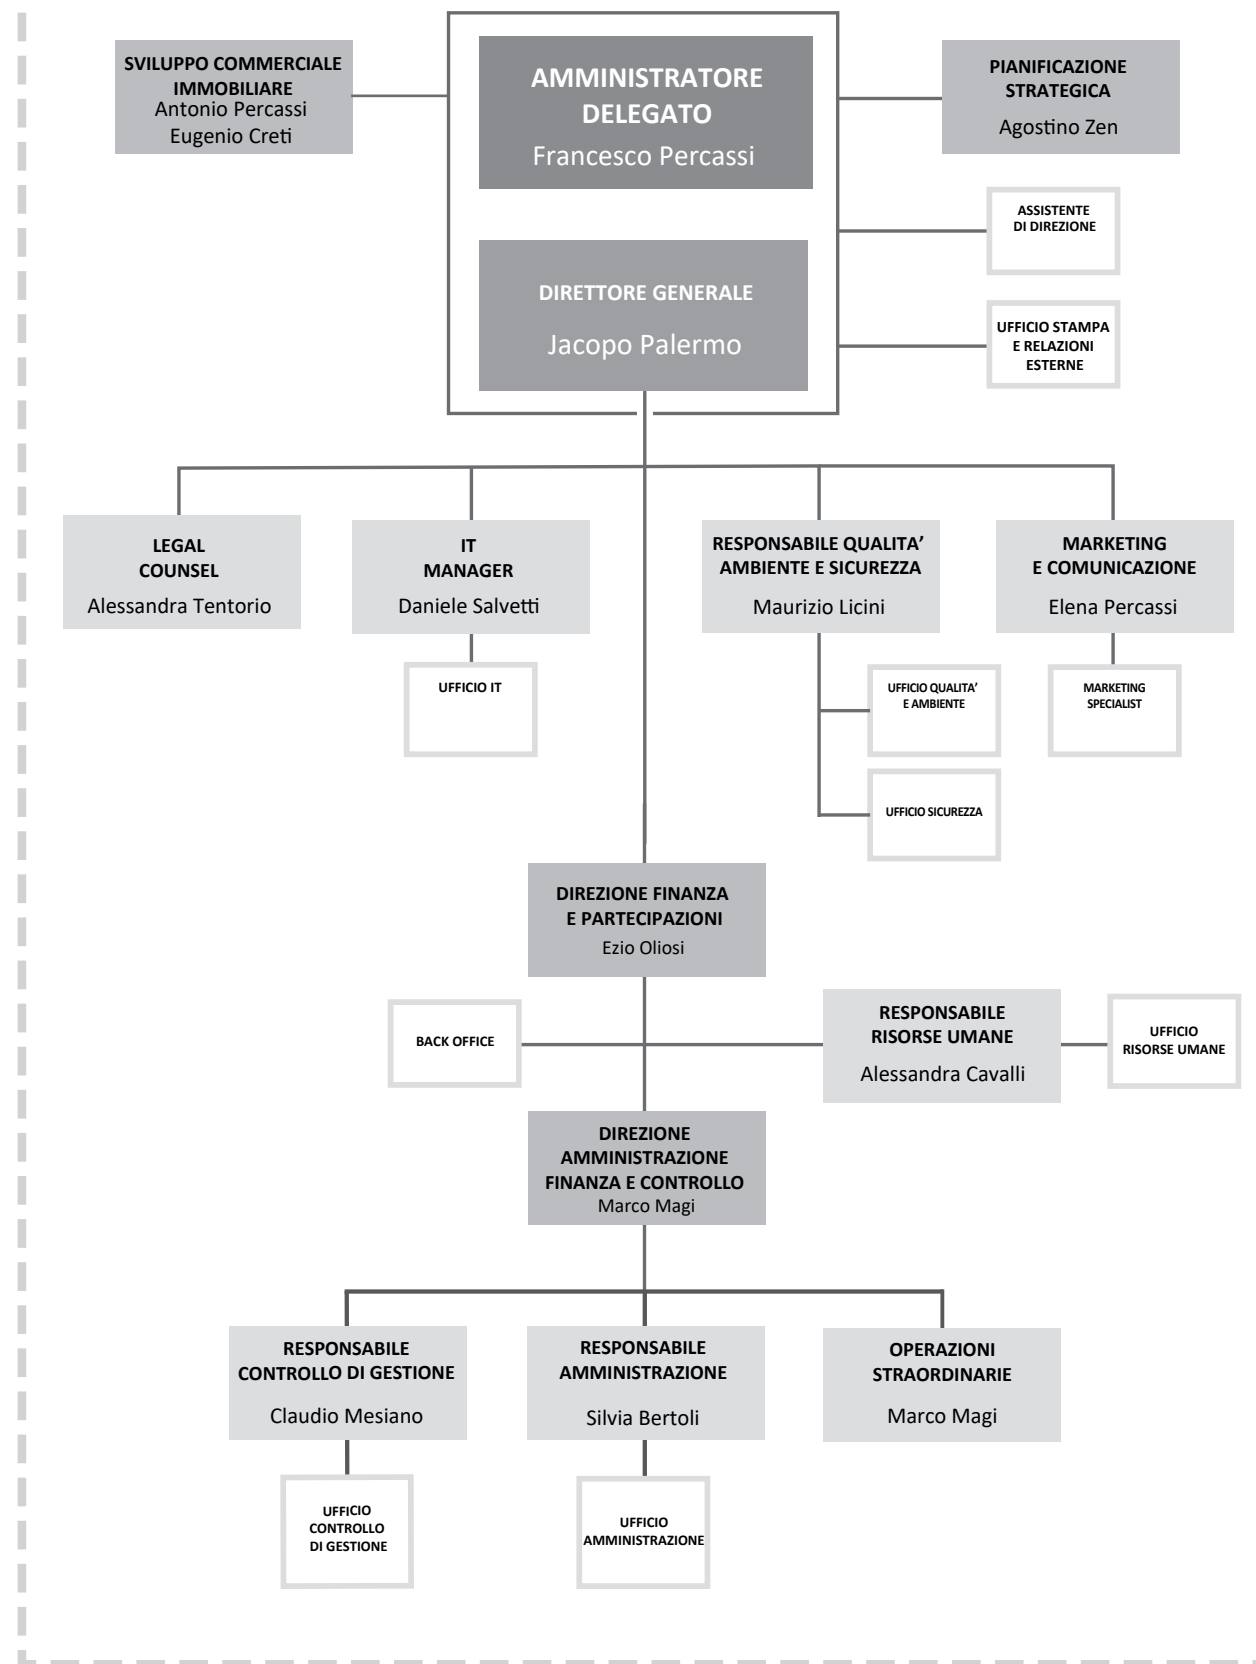 SVILUPPO COMMERCIALE
IMMOBILIARE
Antonio Percassi
Eugenio Creti
AMMINISTRATORE
DELEGATO
Francesco Percassi
PIANIFICAZIONE
STRATEGICA
Agostino Zen
ASSISTENTE
DI DIREZIONE
DIRETTORE GENERALE
Jacopo Palermo
UFFICIO STAMPA
E RELAZIONI
ESTERNE
LEGAL
COUNSEL
Alessandra Tentorio
IT
MANAGER
Daniele Salvetti
RESPONSABILE QUALITA’
AMBIENTE E SICUREZZA
Maurizio Licini
MARKETING
E COMUNICAZIONE
Elena Percassi
UFFICIO IT
UFFICIO QUALITA’
E AMBIENTE
MARKETING
SPECIALIST
UFFICIO SICUREZZA
DIREZIONE FINANZA
E PARTECIPAZIONI
Ezio Oliosi
BACK OFFICE
RESPONSABILE
RISORSE UMANE
Alessandra Cavalli
UFFICIO
RISORSE UMANE
DIREZIONE
AMMINISTRAZIONE
FINANZA E CONTROLLO
Marco Magi
RESPONSABILE
CONTROLLO DI GESTIONE
Claudio Mesiano
RESPONSABILE
AMMINISTRAZIONE
Silvia Bertoli
OPERAZIONI
STRAORDINARIE
Marco Magi
UFFICIO
CONTROLLO
DI GESTIONE
UFFICIO
AMMINISTRAZIONE